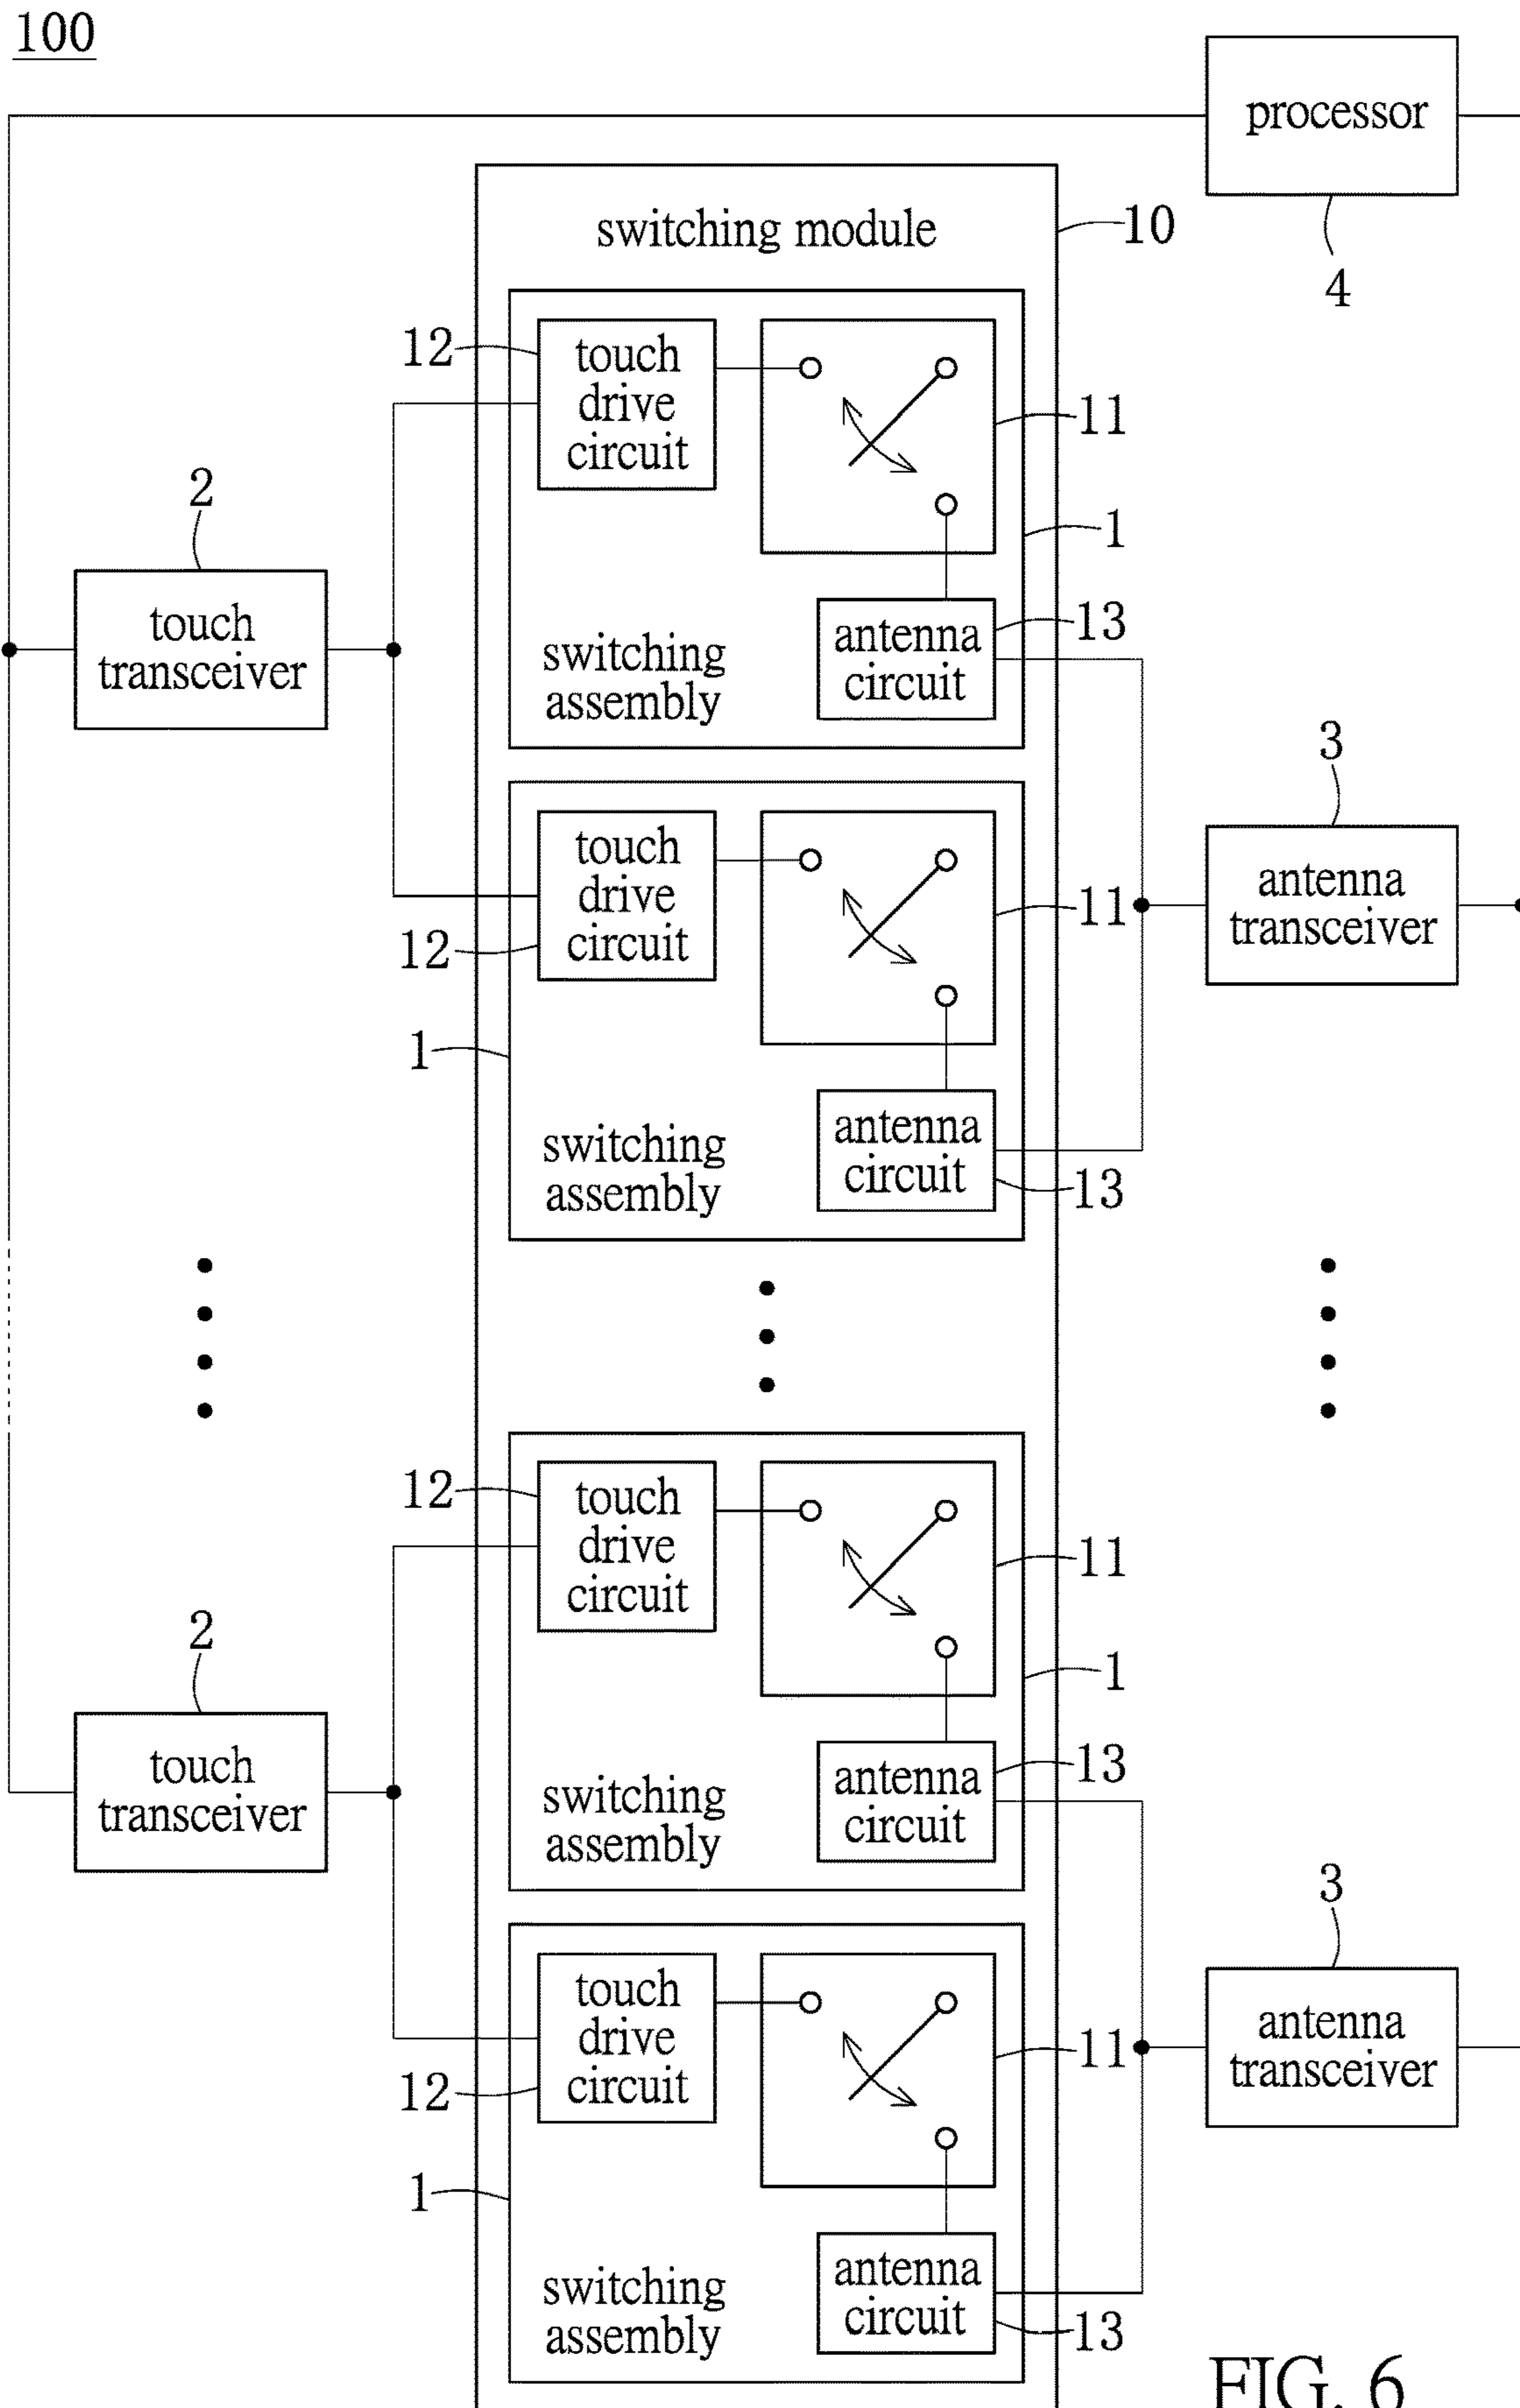 100
processor
4
switching module
10
12
touch
drive
circuit
11
1
2
touch
transceiver
switching
assembly
antenna
circuit
13
touch
drive
circuit
12
11
3
antenna
transceiver
1
switching
assembly
antenna
circuit
13
12
touch
drive
circuit
11
1
2
touch
transceiver
switching
assembly
antenna
circuit
13
touch
drive
circuit
12
11
3
antenna
transceiver
1
switching
assembly
antenna
circuit
13
FIG. 6